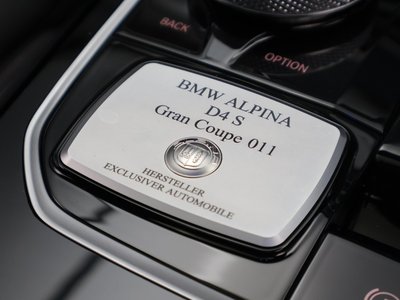 BACK
OPTION
BMW ALPINA
D4 S
Gran Coupe 011
HERSTELLER
EXCLUSIVER AUTOMOBILE